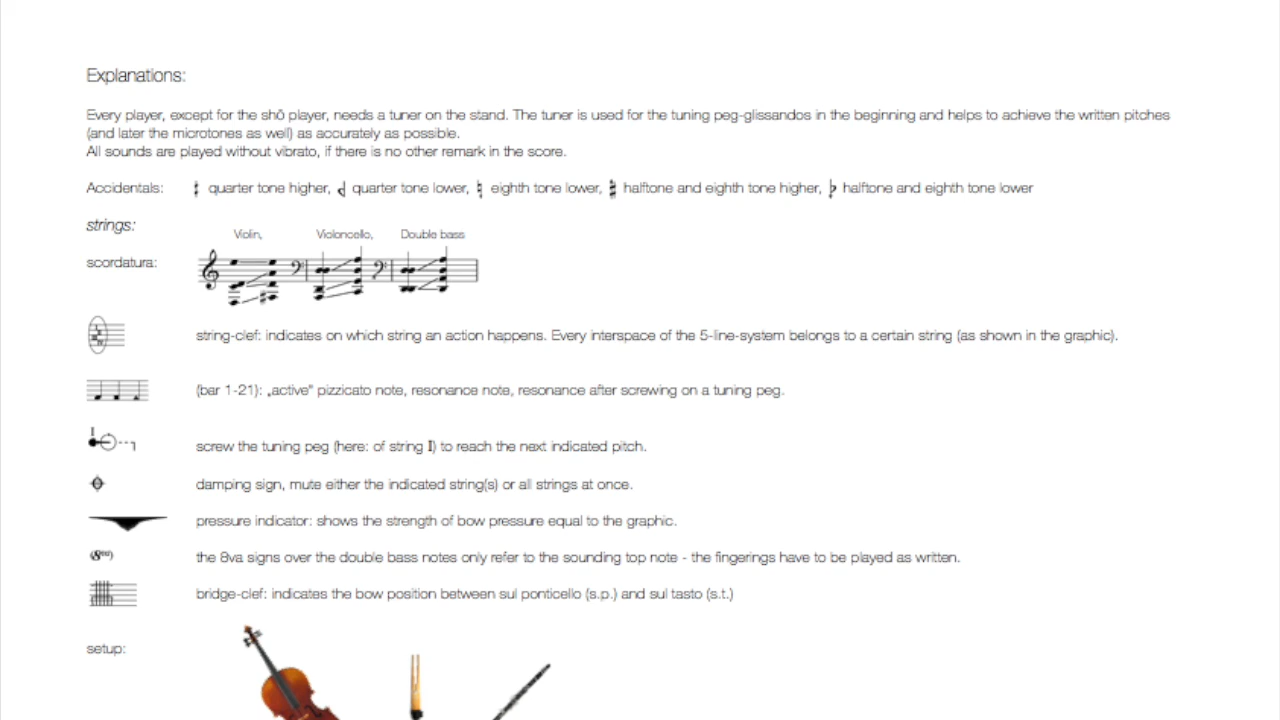 Explanations:
Every player, except for the shô player, needs a tuner on the stand. The tuner is used for the tuning peg-glissandos in the beginning and helps to achieve the written pitches
(and later the microtones as well) as accurately as possible.
All sounds are played without vibrato, if there is no other remark in the score.
Accidentals: quarter tone higher, quarter tone lower, eighth tone lower, halftone and eighth tone higher, halftone and eighth tone lower
strings:
Violin, Violoncello, Double bass
scordatura:
string-clef: indicates on which string an action happens. Every interspace of the 5-line-system belongs to a certain string (as shown in the graphic).
(bar 1-21): „active“ pizzicato note, resonance note, resonance after screwing on a tuning peg.
I
screw the tuning peg (here: of string I) to reach the next indicated pitch.
damping sign, mute either the indicated string(s) or all strings at once.
pressure indicator: shows the strength of bow pressure equal to the graphic.
(8va) the 8va signs over the double bass notes only refer to the sounding top note - the fingerings have to be played as written.
bridge-clef: indicates the bow position between sul ponticello (s.p.) and sul tasto (s.t.)
setup: